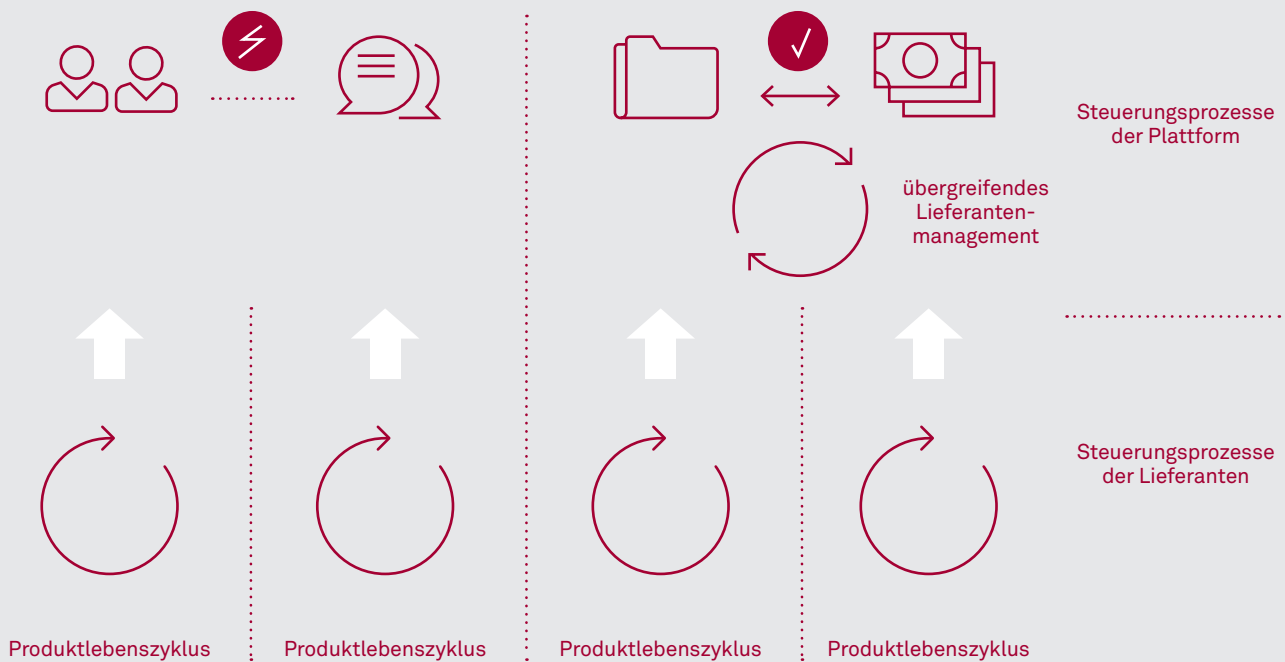 Steuerungsprozesse
der Plattform
übergreifendes
Lieferanten-
management
Steuerungsprozesse
der Lieferanten
Produktlebenszyklus
Produktlebenszyklus
Produktlebenszyklus
Produktlebenszyklus